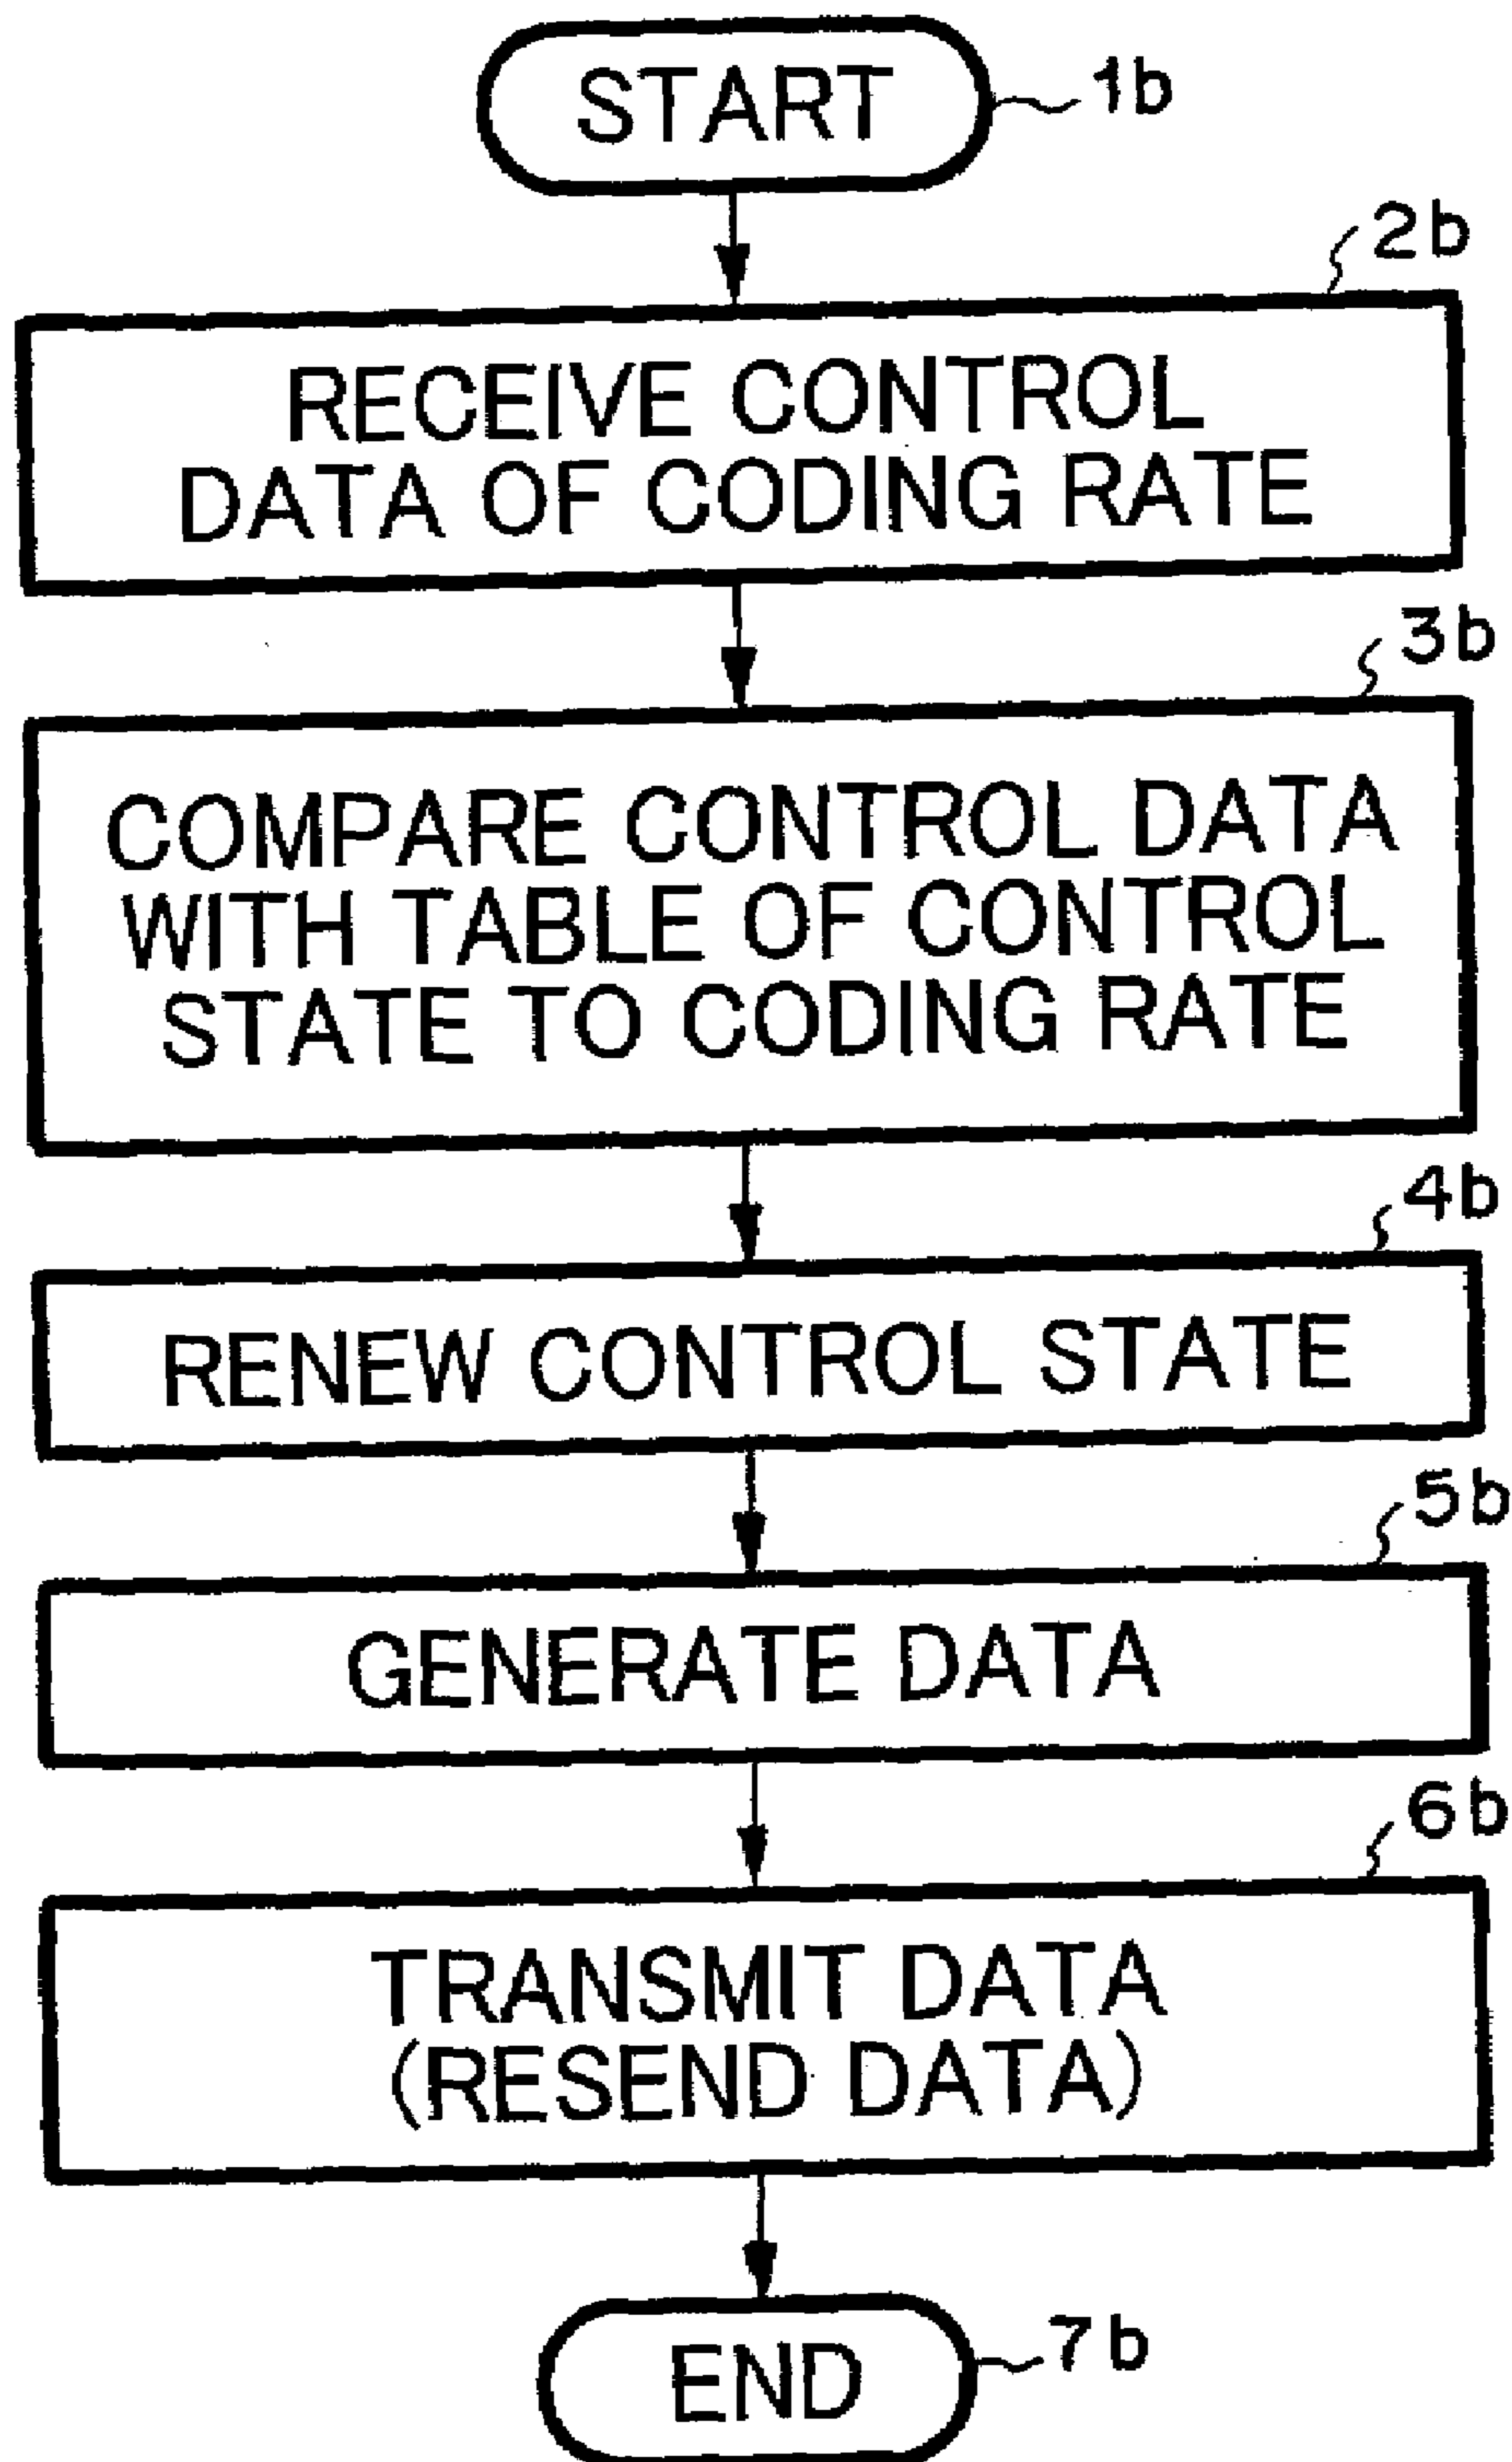 START
1b
2b
RECEIVE CONTROL
DATA OF CODING RATE
3b
COMPARE CONTROL DATA
WITH TABLE OF CONTROL
STATE TO CODING RATE
4b
RENEW CONTROL STATE
5b
GENERATE DATA
6b
TRANSMIT DATA
(RESEND DATA)
END
7b